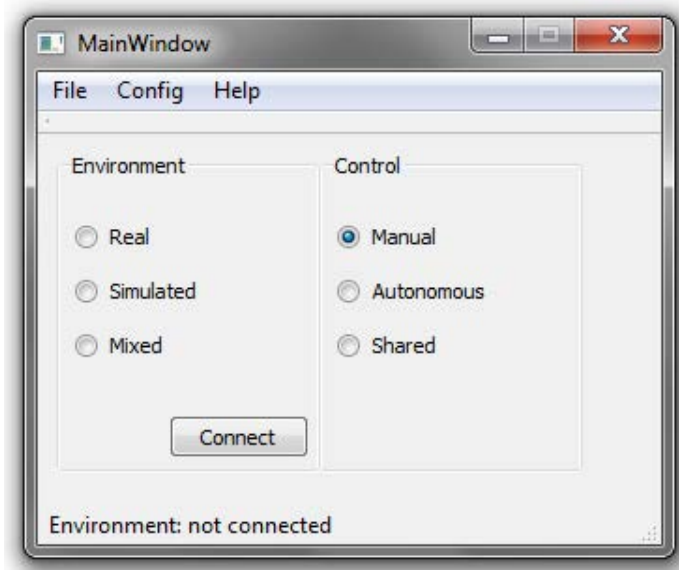 MainWindow
File Config Help
Environment
Real
Simulated
Mixed
Connect
Control
Manual
Autonomous
Shared
Environment: not connected